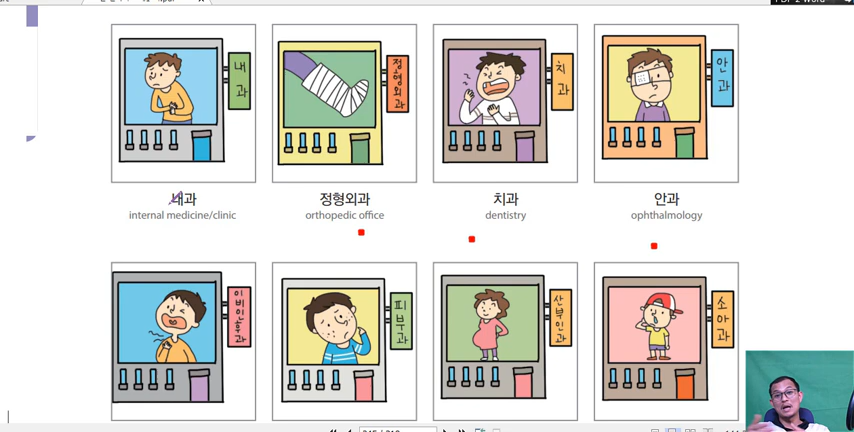 내과
정형외과
치과
안과
내과
정형외과
치과
안과
internal medicine/clinic
orthopedic office
dentistry
ophthalmology
이비인후과
피부과
산부인과
소아과